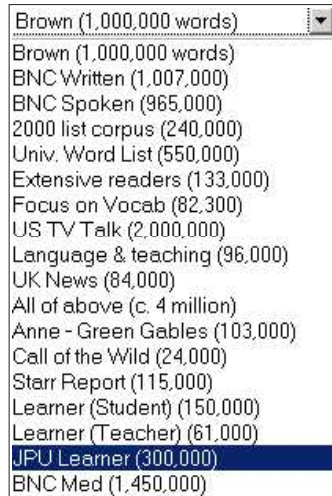 Brown (1,000,000 words)
Brown (1,000,000 words)
BNC Written (1,007,000)
BNC Spoken (965,000)
2000 list corpus (240,000)
Univ. Word List (550,000)
Extensive readers (133,000)
Focus on Vocab (82,300)
US TV Talk (2,000,000)
Language & teaching (96,000)
UK News (84,000)
All of above (c. 4 million)
Anne - Green Gables (103,000)
Call of the Wild (24,000)
Starr Report (115,000)
Learner (Student) (150,000)
Learner (Teacher) (61,000)
JPU Learner (300,000)
BNC Med (1,450,000)